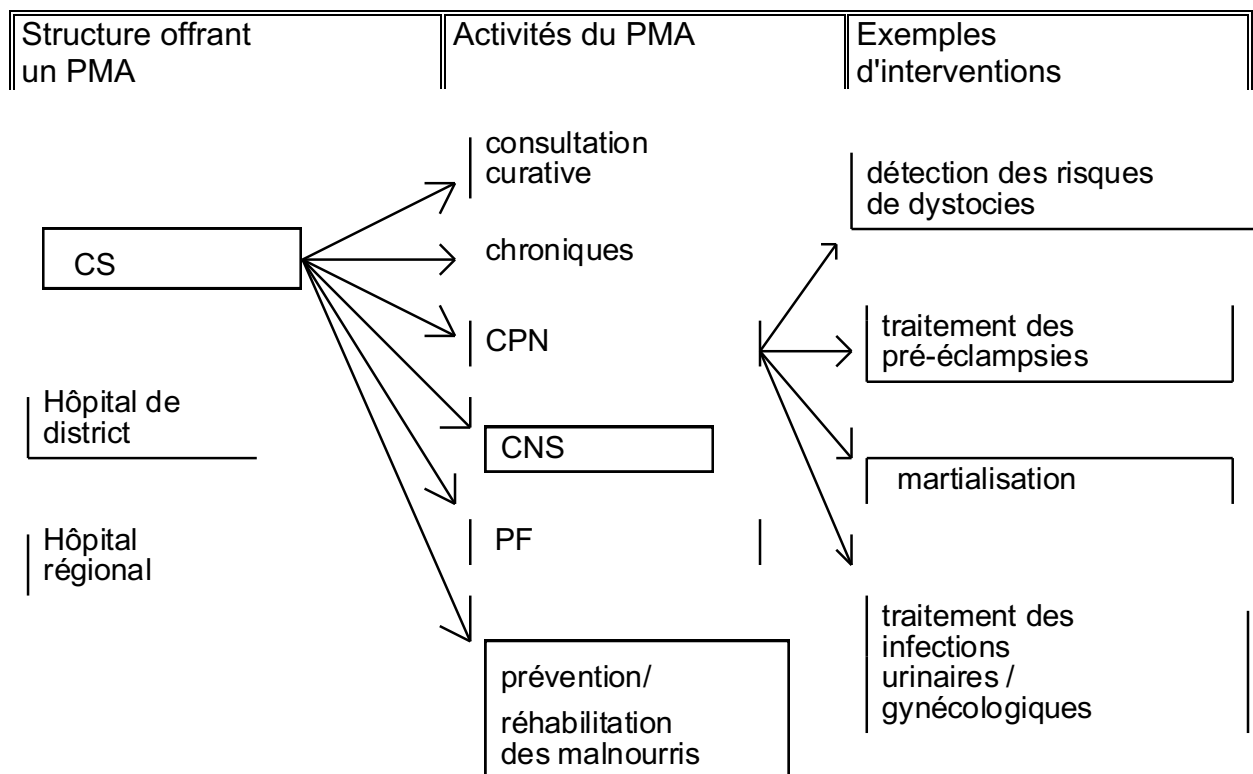 Structure offrant
un PMA
Activités du PMA
Exemples
d'interventions
CS
Hôpital de
district
Hôpital
régional
consultation
curative
chroniques
CPN
CNS
PF
prévention/
réhabilitation
des malnourris
détection des risques
de dystocies
traitement des
pré-éclampsies
martialisation
traitement des
infections
urinaires /
gynécologiques